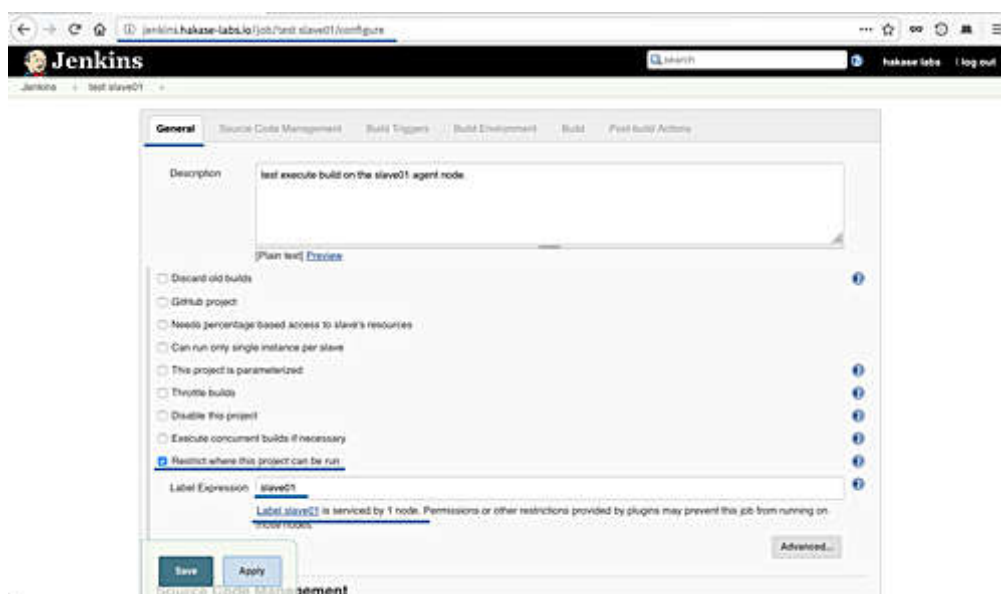 jenkins.hakase-labs.io/job/test slave01/configure
Jenkins
search
hakase labs
log out
Jenkins
test slave01
General
Source Code Management
Build Triggers
Build Environment
Build
Post-build Actions
Description
test execute build on the slave01 agent node.
[Plain text] Preview
Discard old builds
GitHub project
Needs percentage based access to slave's resources
Can run only single instance per slave
This project is parameterized
Throttle builds
Disable this project
Execute concurrent builds if necessary
Restrict where this project can be run
Label Expression
slave01
Label slave01 is serviced by 1 node. Permissions or other restrictions provided by plugins may prevent this job from running on
those nodes.
Advanced...
Save
Apply
Source Code Management